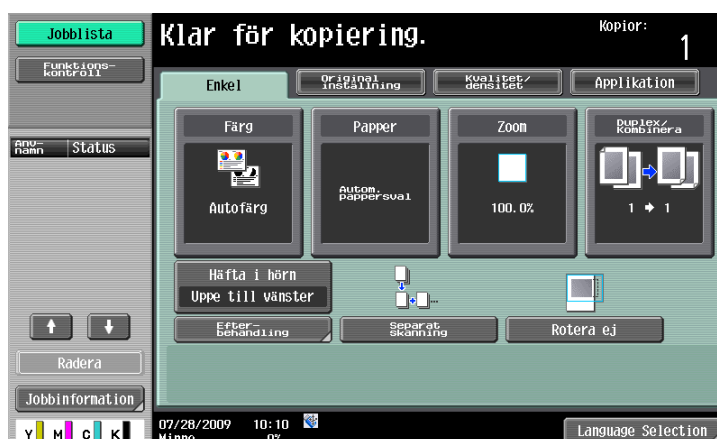 Jobblista
Klar för kopiering.
Kopior:
1
Funktions-
kontroll
Enkel
Original
inställning
Kvalitet/
densitet
Applikation
Färg
Papper
Zoom
Duplex/
Kombinera
Anv-
namn
Status
Autofärg
Autom.
pappersval
100.0%
1 → 1
Häfta i hörn
Uppe till vänster
Efter-
behandling
Separat
skanning
Rotera ej
Radera
Jobbinformation
07/28/2009 10:10
Minne 0%
Language Selection
Y M C K